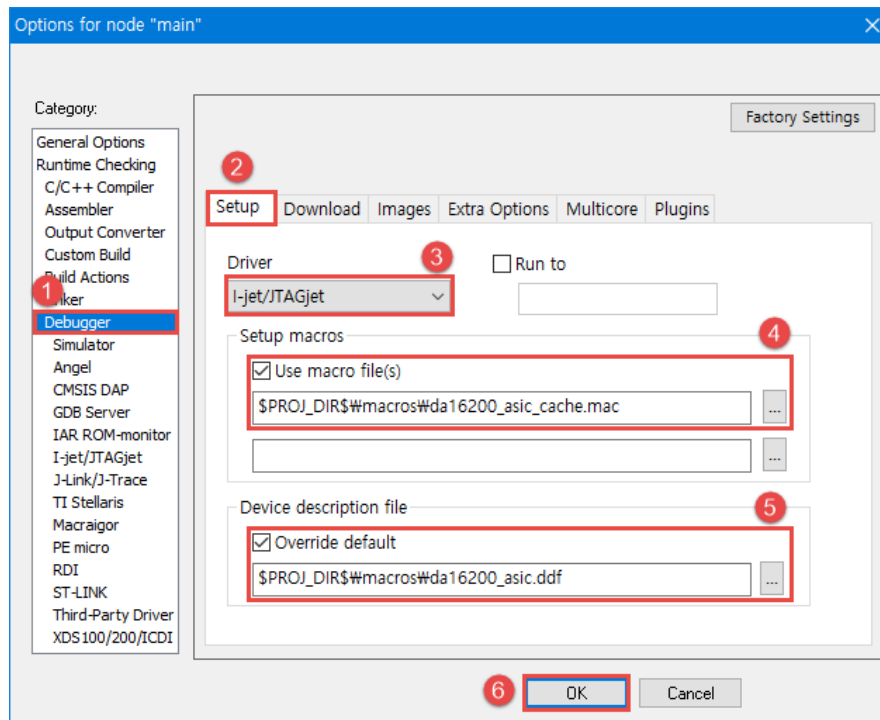 Options for node "main"
Category:
Factory Settings
General Options
Runtime Checking
C/C++ Compiler
Assembler
Output Converter
Custom Build
Build Actions
1
nker
Debugger
Simulator
Angel
CMSIS DAP
GDB Server
IAR ROM-monitor
I-jet/JTAGjet
J-Link/J-Trace
TI Stellaris
Macraigor
PE micro
RDI
ST-LINK
Third-Party Driver
XDS100/200/ICDI
2
Setup Download Images Extra Options Multicore Plugins
Driver 3 Run to
I-jet/JTAGjet
Setup macros 4
Use macro file(s)
$PROJ_DIR$₩macros₩da16200_asic_cache.mac ...
...
Device description file 5
Override default
$PROJ_DIR$₩macros₩da16200_asic.ddf ...
6 OK Cancel